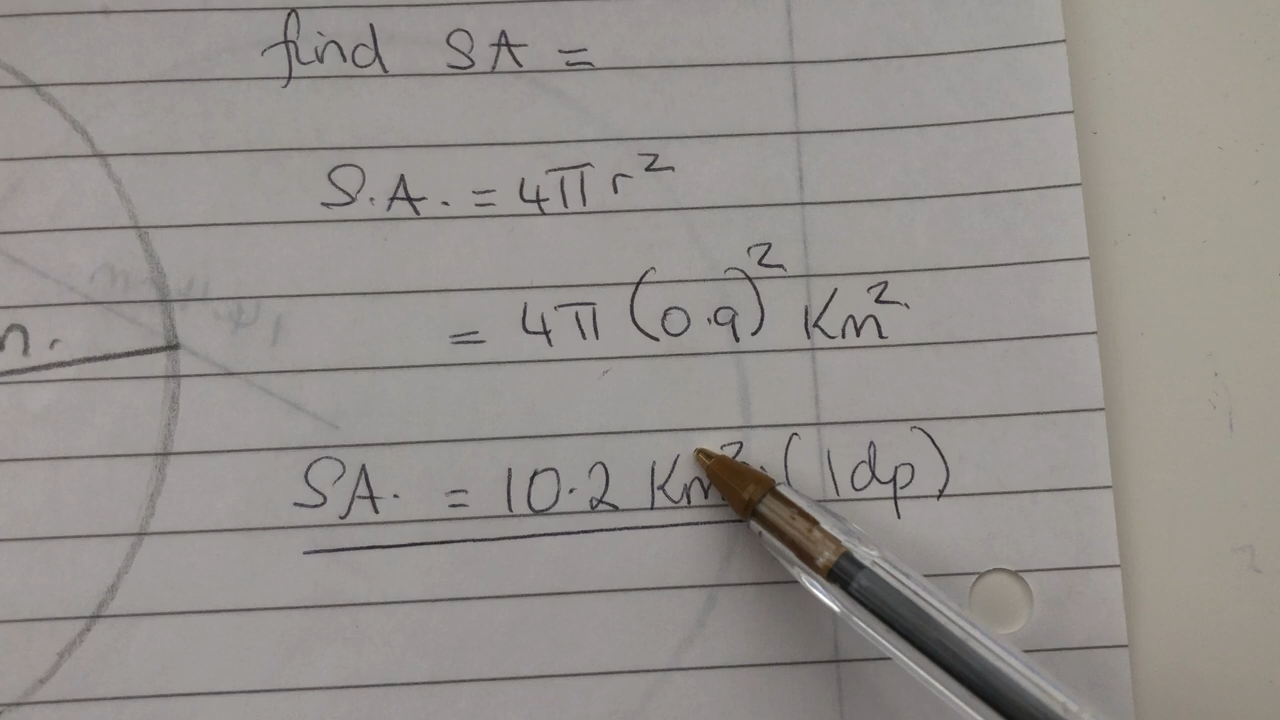 find SA =
S.A. = 4πr²
= 4π(0.9)² Km²
n.
SA. = 10.2 Km². (1dp)